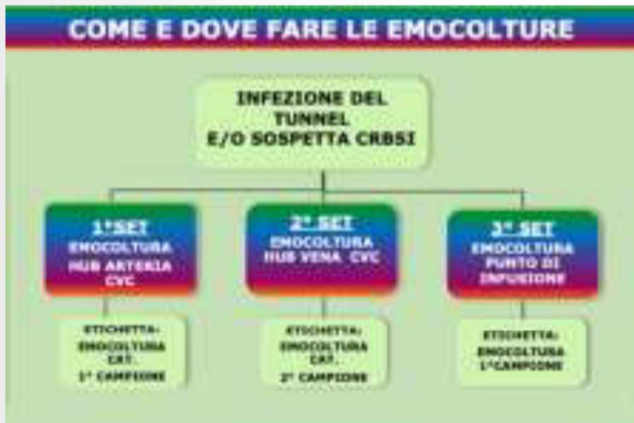 COME E DOVE FARE LE EMOCOLTURE
INFEZIONE DEL
TUNNEL
E/O SOSPETTA CRBSI
1°SET
EMOCOLTURA
HUB ARTERIA
CVC
2° SET
EMOCOLTURA
HUB VENA CVC
3° SET
EMOCOLTURA
PUNTO DI
INFUSIONE
ETICHETTA:
EMOCOLTURA
CAT.
1° CAMPIONE
ETICHETTA:
EMOCOLTURA
CAT.
2° CAMPIONE
ETICHETTA:
EMOCOLTURA
1°CAMPIONE